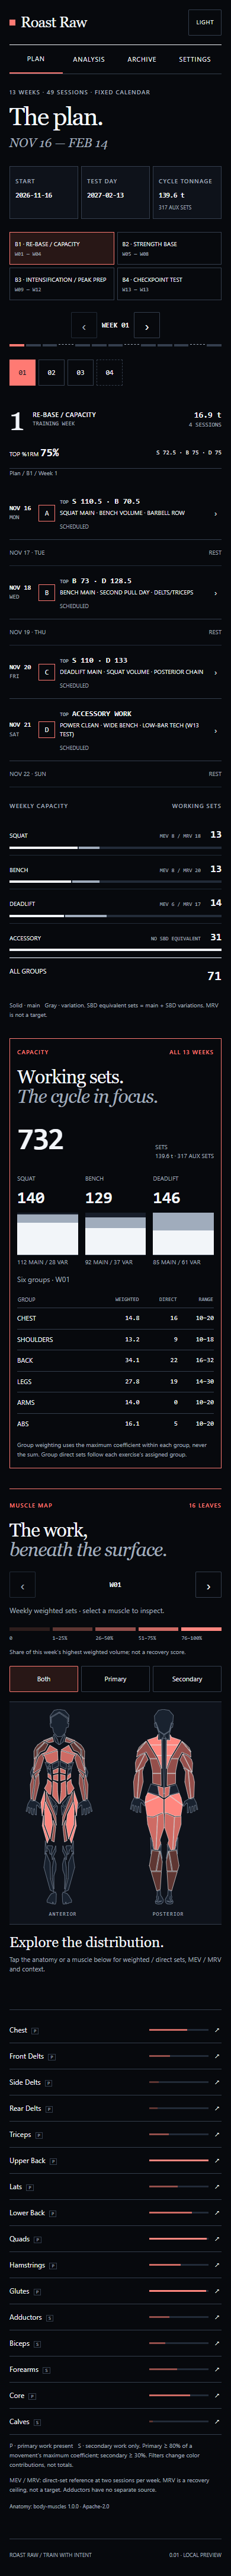 Roast Raw
LIGHT
PLAN
ANALYSIS
ARCHIVE
SETTINGS
13 WEEKS · 49 SESSIONS · FIXED CALENDAR
The plan.
NOV 16 — FEB 14
START
2026-11-16
TEST DAY
2027-02-13
CYCLE TONNAGE
139.6 t
317 AUX SETS
B1 · RE-BASE / CAPACITY
W01 — W04
B2 · STRENGTH BASE
W05 — W08
B3 · INTENSIFICATION / PEAK PREP
W09 — W12
B4 · CHECKPOINT TEST
W13 — W13
‹
WEEK 01
›
01
02
03
04
1
RE-BASE / CAPACITY
TRAINING WEEK
16.9 t
4 SESSIONS
TOP %1RM 75%
S 72.5 · B 75 · D 75
Plan / B1 / Week 1
NOV 16
MON
A
TOP S 110.5 · B 70.5
SQUAT MAIN · BENCH VOLUME · BARBELL ROW
SCHEDULED
›
NOV 17 · TUE
REST
NOV 18
WED
B
TOP B 73 · D 128.5
BENCH MAIN · SECOND PULL DAY · DELTS/TRICEPS
SCHEDULED
›
NOV 19 · THU
REST
NOV 20
FRI
C
TOP S 110 · D 133
DEADLIFT MAIN · SQUAT VOLUME · POSTERIOR CHAIN
SCHEDULED
›
NOV 21
SAT
D
TOP ACCESSORY WORK
POWER CLEAN · WIDE BENCH · LOW-BAR TECH (W13
TEST)
SCHEDULED
›
NOV 22 · SUN
REST
WEEKLY CAPACITY
WORKING SETS
SQUAT
MEV 8 / MRV 18 13
BENCH
MEV 8 / MRV 20 13
DEADLIFT
MEV 6 / MRV 17 14
ACCESSORY
NO SBD EQUIVALENT 31
ALL GROUPS
71
Solid · main Gray · variation. SBD equivalent sets = main + SBD variations. MRV
is not a target.
CAPACITY
ALL 13 WEEKS
Working sets.
The cycle in focus.
732
SETS
139.6 t · 317 AUX SETS
SQUAT
140
112 MAIN / 28 VAR
BENCH
129
92 MAIN / 37 VAR
DEADLIFT
146
85 MAIN / 61 VAR
Six groups · W01
GROUP WEIGHTED DIRECT RANGE
CHEST 14.8 16 10–20
SHOULDERS 13.2 9 10–18
BACK 34.1 22 16–32
LEGS 27.8 19 14–30
ARMS 14.0 0 10–20
ABS 16.1 5 10–20
Group weighting uses the maximum coefficient within each group, never
the sum. Group direct sets follow each exercise's assigned group.
MUSCLE MAP
16 LEAVES
The work,
beneath the surface.
‹
W01
›
Weekly weighted sets · select a muscle to inspect.
0 1–25% 26–50% 51–75% 76–100%
Share of this week's highest weighted volume; not a recovery score.
Both
Primary
Secondary
ANTERIOR
POSTERIOR
Explore the distribution.
Tap the anatomy or a muscle below for weighted / direct sets, MEV / MRV
and context.
Chest P ↗
Front Delts P ↗
Side Delts P ↗
Rear Delts P ↗
Triceps P ↗
Upper Back P ↗
Lats P ↗
Lower Back P ↗
Quads P ↗
Hamstrings P ↗
Glutes P ↗
Adductors S ↗
Biceps S ↗
Forearms S ↗
Core P ↗
Calves S ↗
P · primary work present S · secondary work only. Primary ≥ 80% of a
movement's maximum coefficient; secondary ≥ 30%. Filters change color
contributions, not totals.
MEV / MRV: direct-set reference at two sessions per week. MRV is a recovery
ceiling, not a target. Adductors have no separate source.
Anatomy: body-muscles 1.0.0 · Apache-2.0
ROAST RAW / TRAIN WITH INTENT
0.01 · LOCAL PREVIEW